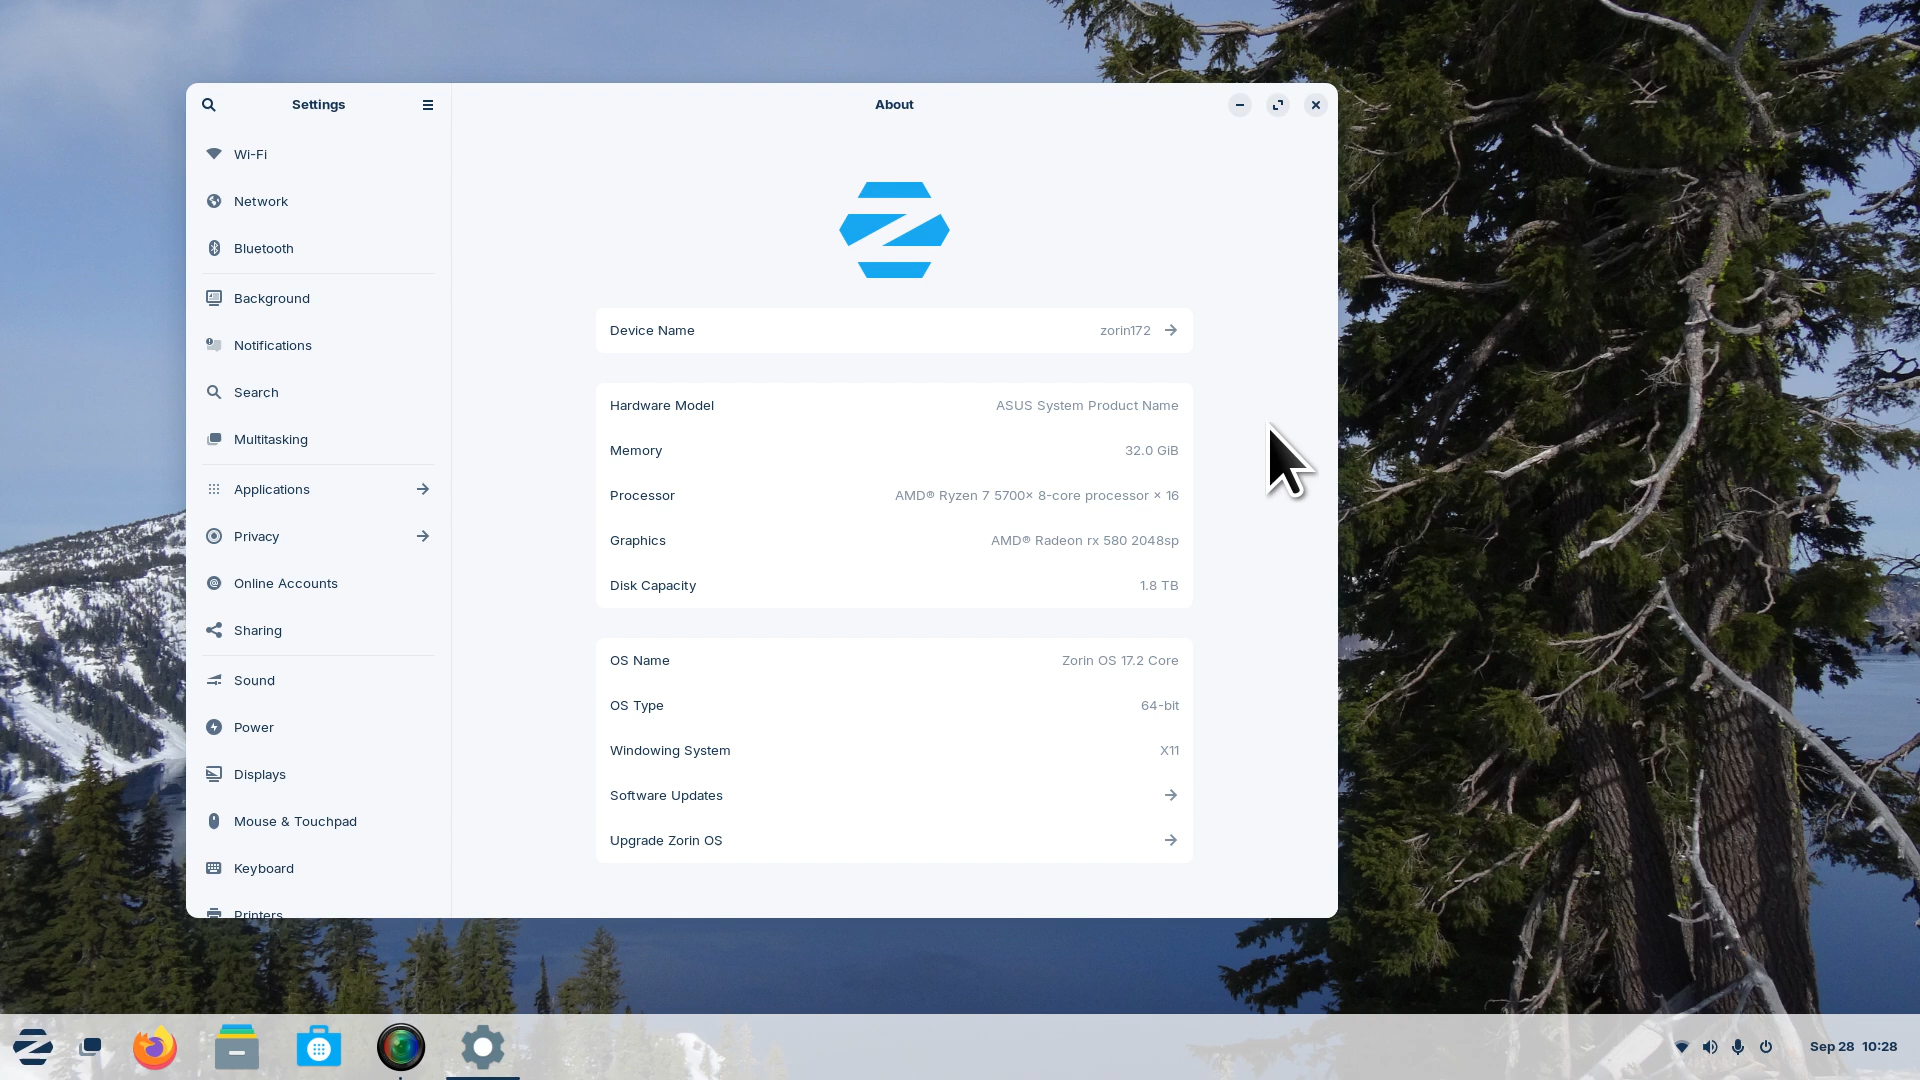 Settings
About
Wi-Fi
Network
Bluetooth
Background
Notifications
Search
Multitasking
Applications
Privacy
Online Accounts
Sharing
Sound
Power
Displays
Mouse & Touchpad
Keyboard
Printers
Device Name zorin172
Hardware Model ASUS System Product Name
Memory 32.0 GiB
Processor AMD® Ryzen 7 5700× 8-core processor × 16
Graphics AMD® Radeon rx 580 2048sp
Disk Capacity 1.8 TB
OS Name Zorin OS 17.2 Core
OS Type 64-bit
Windowing System X11
Software Updates
Upgrade Zorin OS
Sep 28 10:28